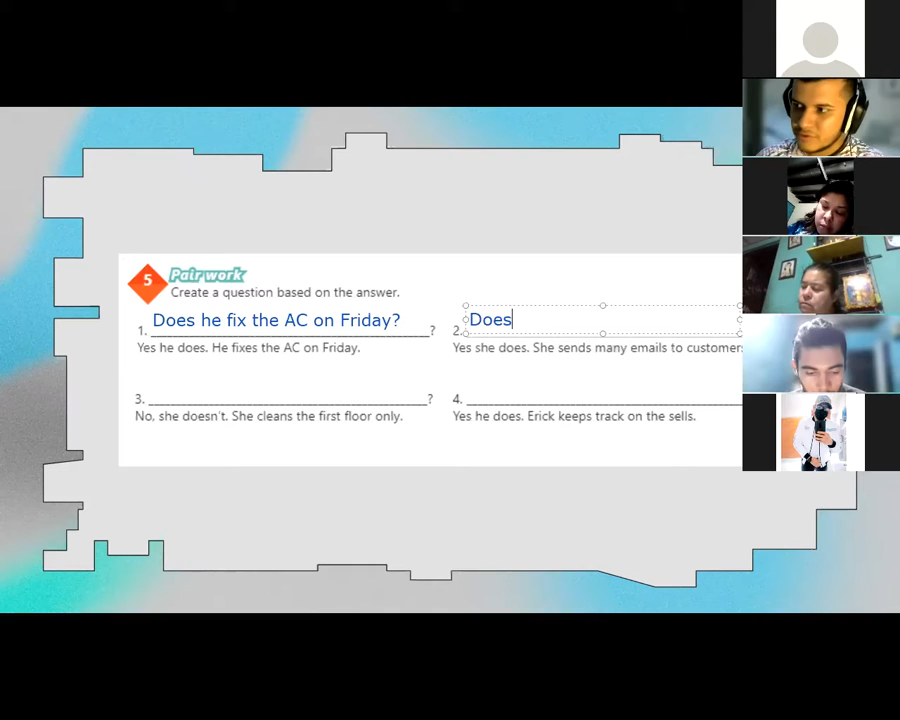 5 Pair work
Create a question based on the answer.
Does he fix the AC on Friday?
1. ____________________ ?
Yes he does. He fixes the AC on Friday.
Does
2.
Yes she does. She sends many emails to customer
3. ____________________ ?
No, she doesn't. She cleans the first floor only.
4. ____________________
Yes he does. Erick keeps track on the sells.